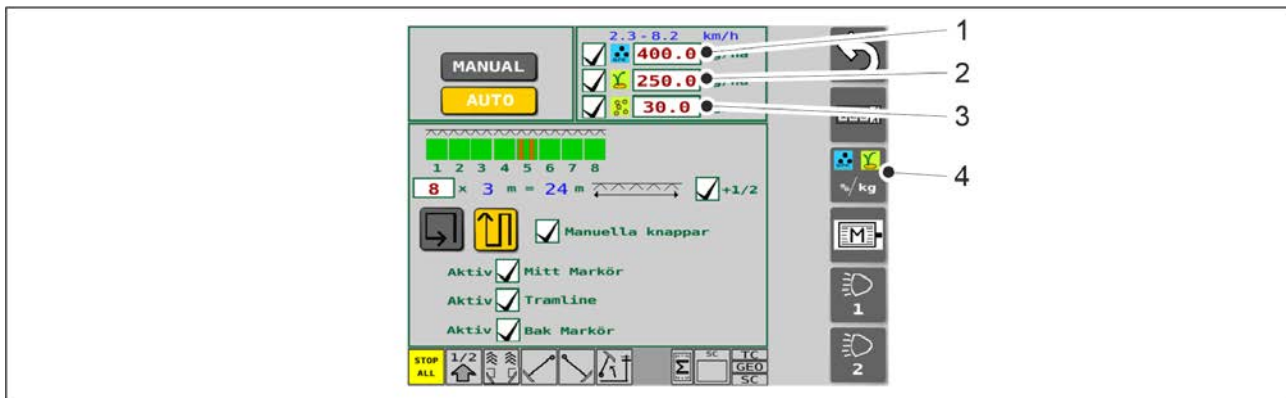 2.3-8.2 km/h
1
MANUAL
400.0
2
AUTO
250.0
3
30.0
1 2 3 4 5 6 7 8
4
%/kg
8 x 3 m = 24 m +1/2
Manuella knappar
M
Aktiv Mitt Markör
Aktiv Tramline
1
Aktiv Bak Markör
STOP ALL
1/2
Σ
SC
TC
GEO
SC
2